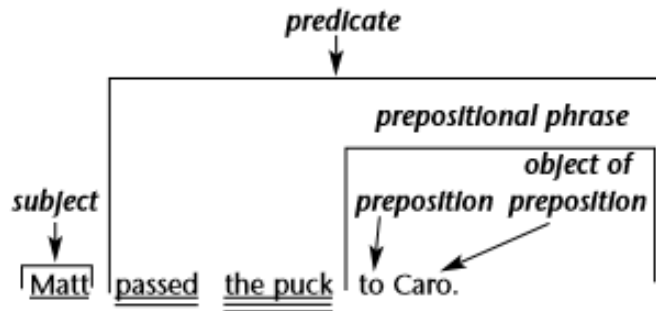 predicate
prepositional phrase
object of
subject preposition preposition
Matt passed the puck to Caro.